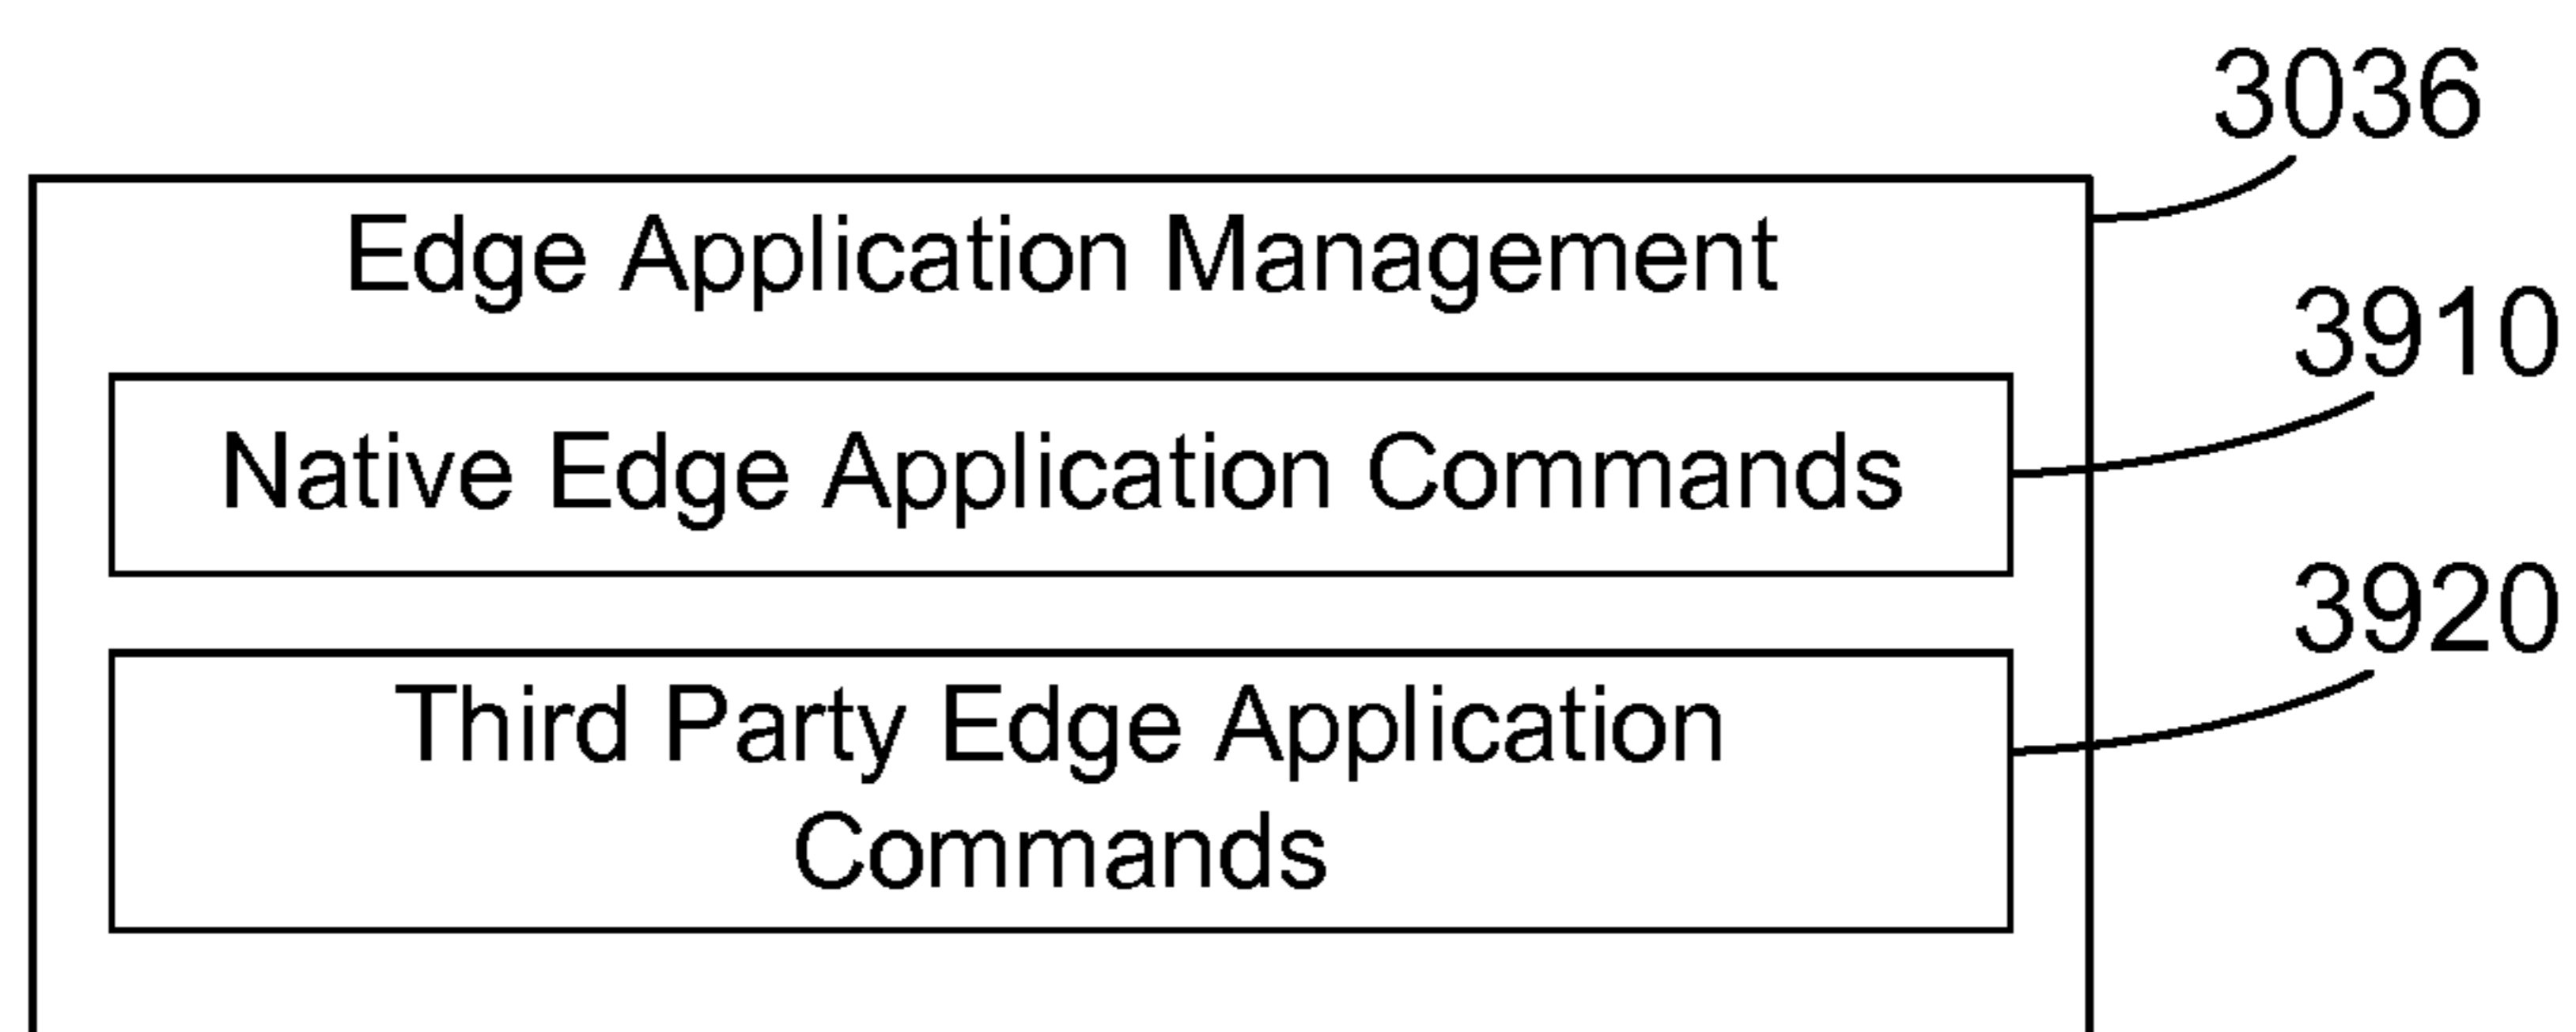 3036
Edge Application Management
3910
Native Edge Application Commands
3920
Third Party Edge Application
Commands